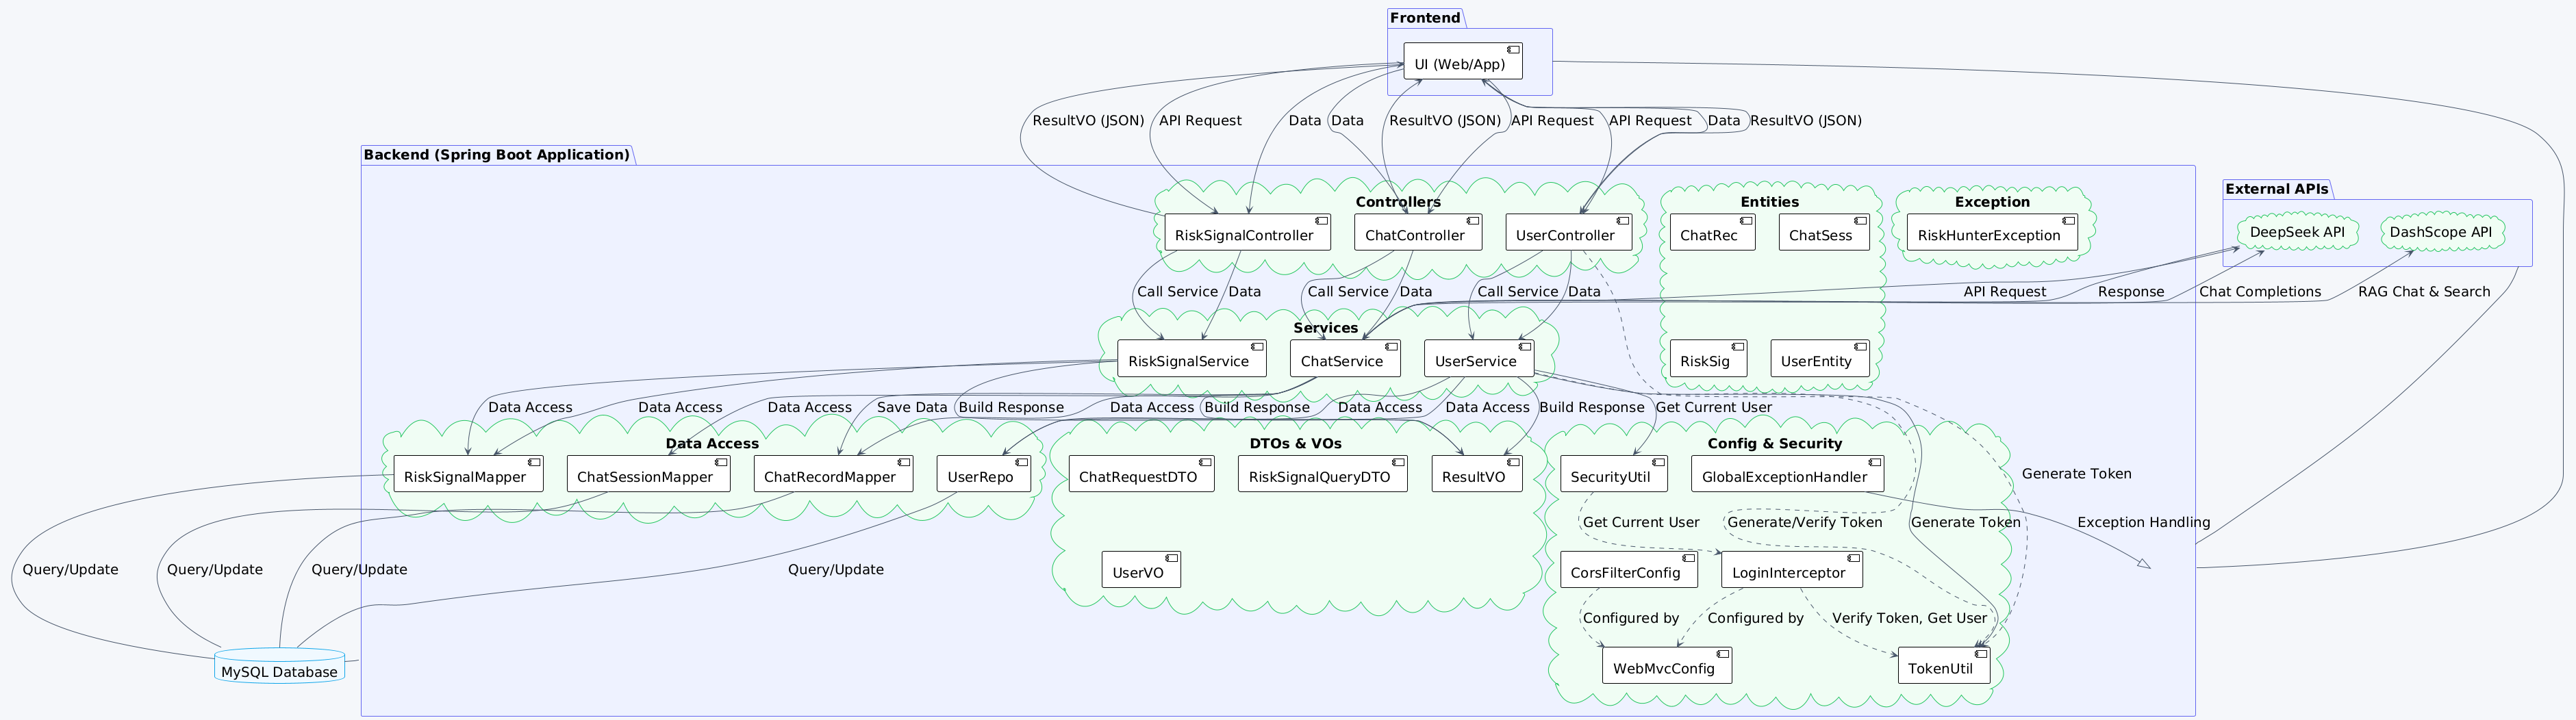 Frontend
UI (Web/App)
ResultVO (JSON)
API Request
Data
Data
ResultVO (JSON)
API Request
API Request
Data
ResultVO (JSON)
Backend (Spring Boot Application)
External APIs
Controllers
Entities
Exception
RiskSignalController
ChatController
UserController
ChatRec
ChatSess
RiskHunterException
DeepSeek API
DashScope API
Call Service
Data
Call Service
Data
Call Service
Data
API Request
Response
Chat Completions
RAG Chat & Search
Services
RiskSignalService
ChatService
UserService
RiskSig
UserEntity
Data Access
Data Access
Data Access
Save Data
Build Response
Data Access
Build Response
Data Access
Data Access
Build Response
Get Current User
Data Access
DTOs & VOs
Config & Security
RiskSignalMapper
ChatSessionMapper
ChatRecordMapper
UserRepo
ChatRequestDTO
RiskSignalQueryDTO
ResultVO
SecurityUtil
GlobalExceptionHandler
Generate Token
Get Current User
Generate/Verify Token
Generate Token
Exception Handling
Query/Update
Query/Update
Query/Update
Query/Update
UserVO
CorsFilterConfig
LoginInterceptor
Configured by
Configured by
Verify Token, Get User
MySQL Database
WebMvcConfig
TokenUtil